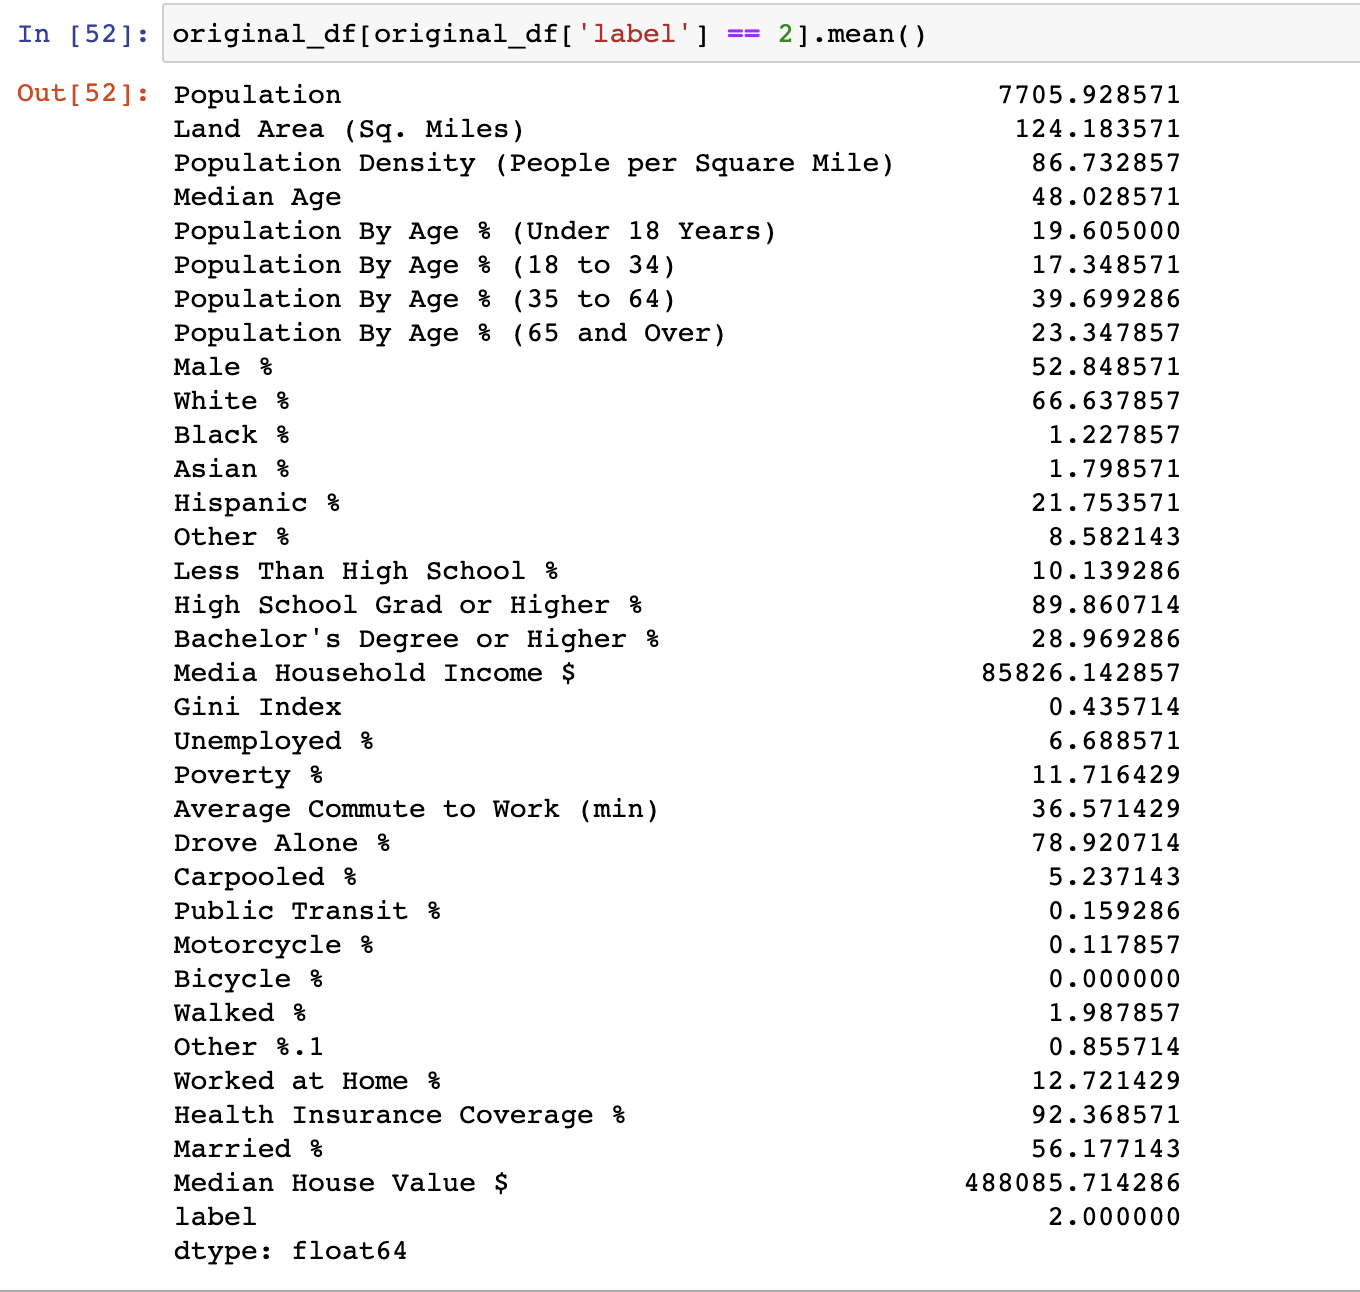 In [52]: original_df[original_df['label'] == 2].mean()
Out[52]: Population 7705.928571
Land Area (Sq. Miles) 124.183571
Population Density (People per Square Mile) 86.732857
Median Age 48.028571
Population By Age % (Under 18 Years) 19.605000
Population By Age % (18 to 34) 17.348571
Population By Age % (35 to 64) 39.699286
Population By Age % (65 and Over) 23.347857
Male % 52.848571
White % 66.637857
Black % 1.227857
Asian % 1.798571
Hispanic % 21.753571
Other % 8.582143
Less Than High School % 10.139286
High School Grad or Higher % 89.860714
Bachelor's Degree or Higher % 28.969286
Media Household Income $ 85826.142857
Gini Index 0.435714
Unemployed % 6.688571
Poverty % 11.716429
Average Commute to Work (min) 36.571429
Drove Alone % 78.920714
Carpooled % 5.237143
Public Transit % 0.159286
Motorcycle % 0.117857
Bicycle % 0.000000
Walked % 1.987857
Other %.1 0.855714
Worked at Home % 12.721429
Health Insurance Coverage % 92.368571
Married % 56.177143
Median House Value $ 488085.714286
label 2.000000
dtype: float64